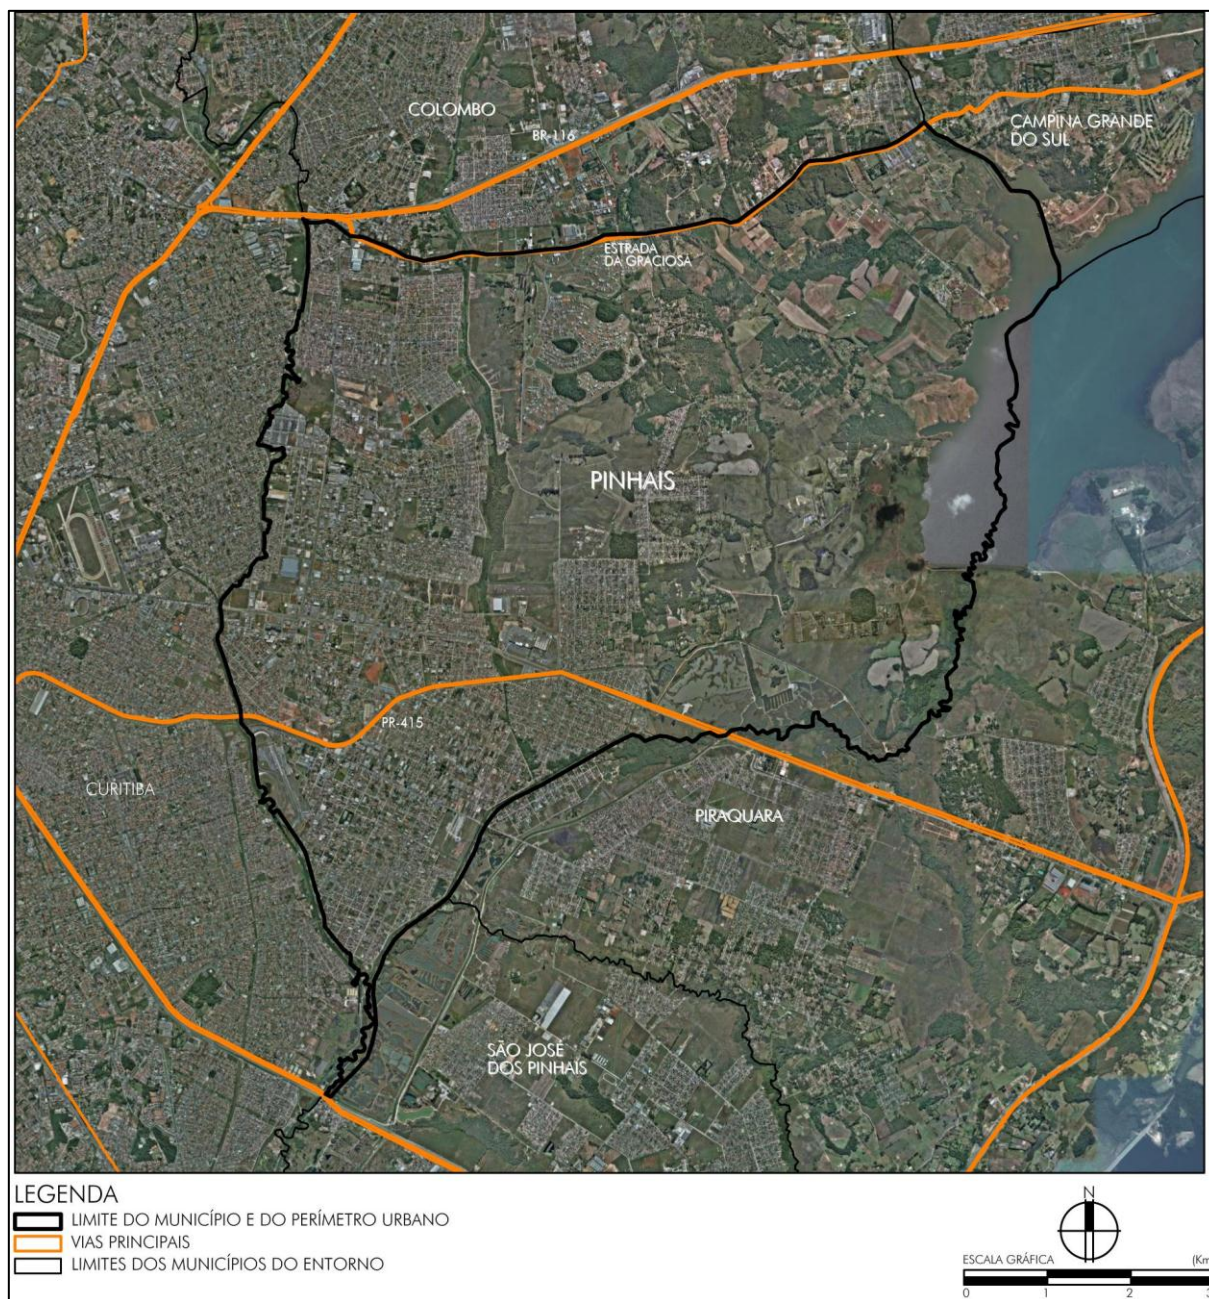 COLOMBO
BR-116
CAMPINA GRANDE
DO SUL
ESTRADA
DA GRACIOSA
PINHAIS
PR-415
CURITIBA
PIRAQUARA
SÃO JOSÉ
DOS PINHAIS
LEGENDA
LIMITE DO MUNICÍPIO E DO PERÍMETRO URBANO
VIAS PRINCIPAIS
LIMITES DOS MUNICÍPIOS DO ENTORNO
N
ESCALA GRÁFICA (Km
0 1 2 3